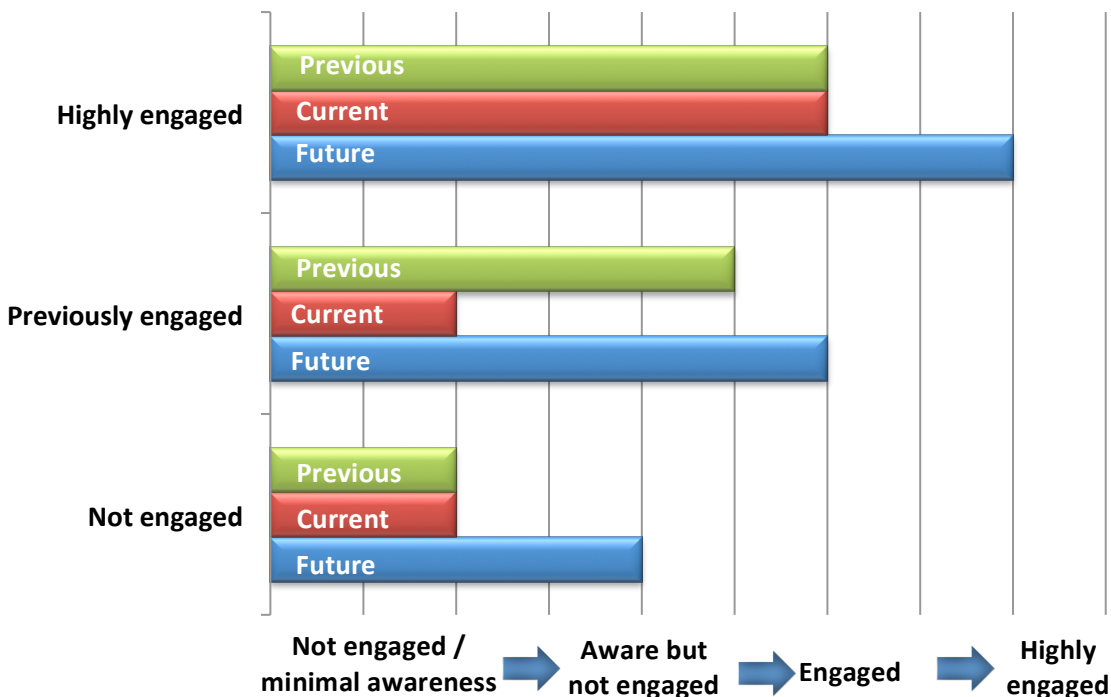 Previous
Highly engaged
Current
Future
Previous
Previously engaged
Current
Future
Previous
Not engaged
Current
Future
Not engaged /
minimal awareness
Aware but
not engaged
Engaged
Highly
engaged